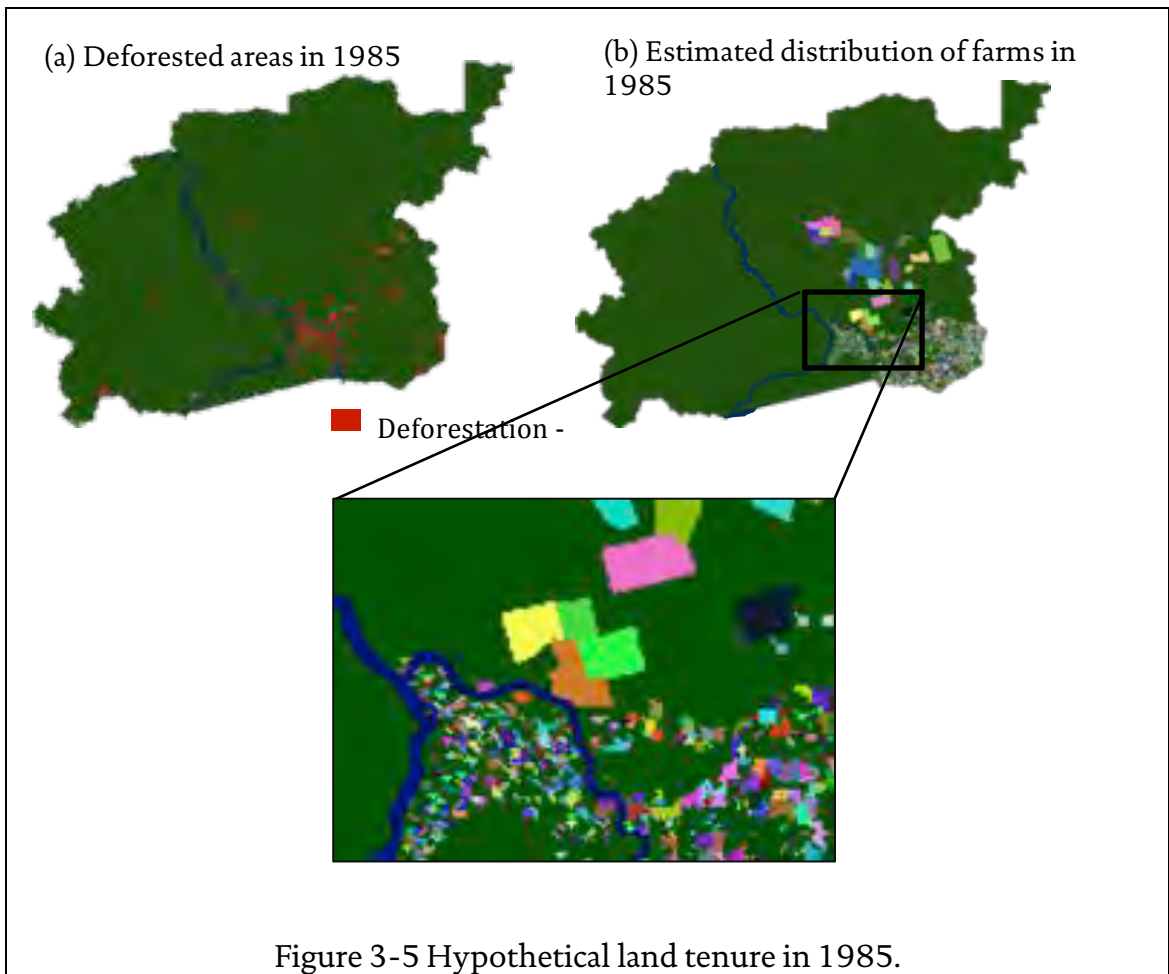 (a) Deforested areas in 1985
(b) Estimated distribution of farms in
1985
Deforestation -
Figure 3-5 Hypothetical land tenure in 1985.